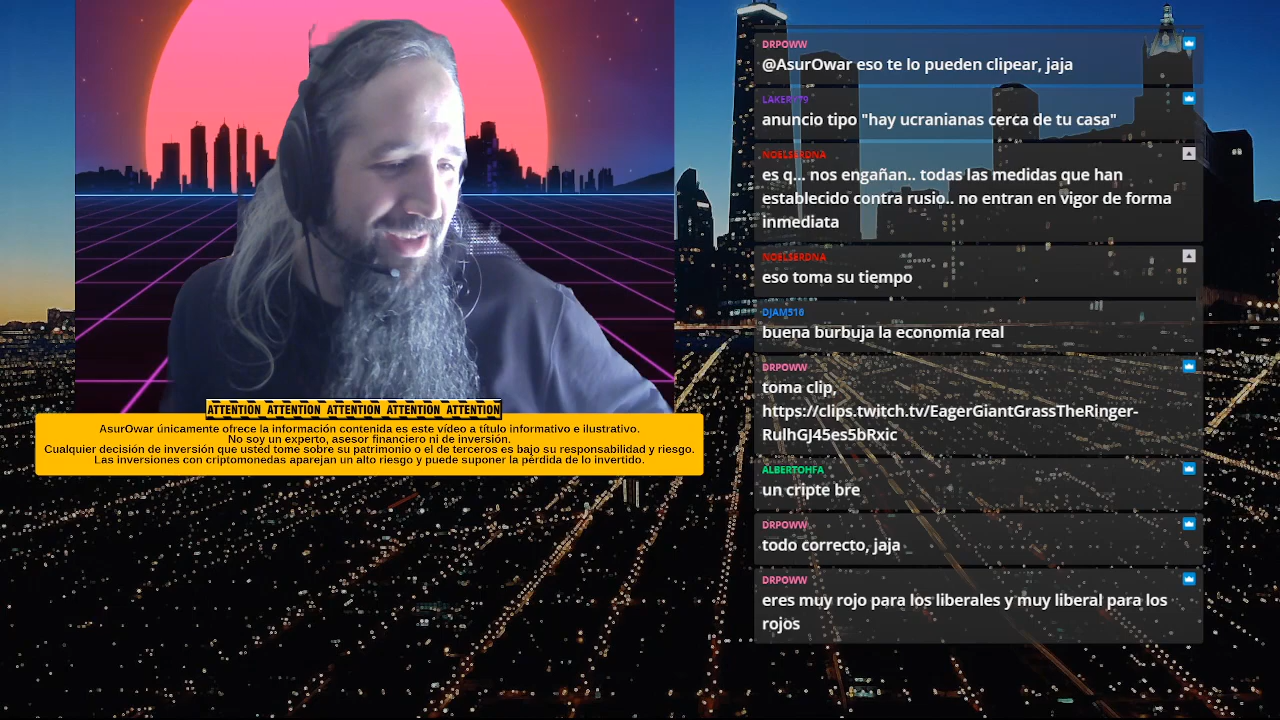 DRPOWW
@AsurOwar eso te lo pueden clipear, jaja
anuncio tipo "hay ucranianas cerca de tu casa"
NOELSERDNA
es q... nos engañan.. todas las medidas que han
establecido contra rusio.. no entran en vigor de forma
inmediata
NOELSERDNA
eso toma su tiempo
DJAM510
buena burbuja la economía real
DRPOWW
toma clip,
https://clips.twitch.tv/EagerGiantGrassTheRinger-
RulhGJ45es5bRxic
ALBERTOHFA
un cripte bre
DRPOWW
todo correcto, jaja
DRPOWW
eres muy rojo para los liberales y muy liberal para los
rojos
ATTENTION ATTENTION ATTENTION ATTENTION ATTENTION
AsurOwar únicamente ofrece la información contenida es este vídeo a título informativo e ilustrativo.
No soy un experto, asesor financiero ni de inversión.
Cualquier decisión de inversión que usted tome sobre su patrimonio o el de terceros es bajo su responsabilidad y riesgo.
Las inversiones con criptomonedas aparejan un alto riesgo y puede suponer la pérdida de lo invertido.